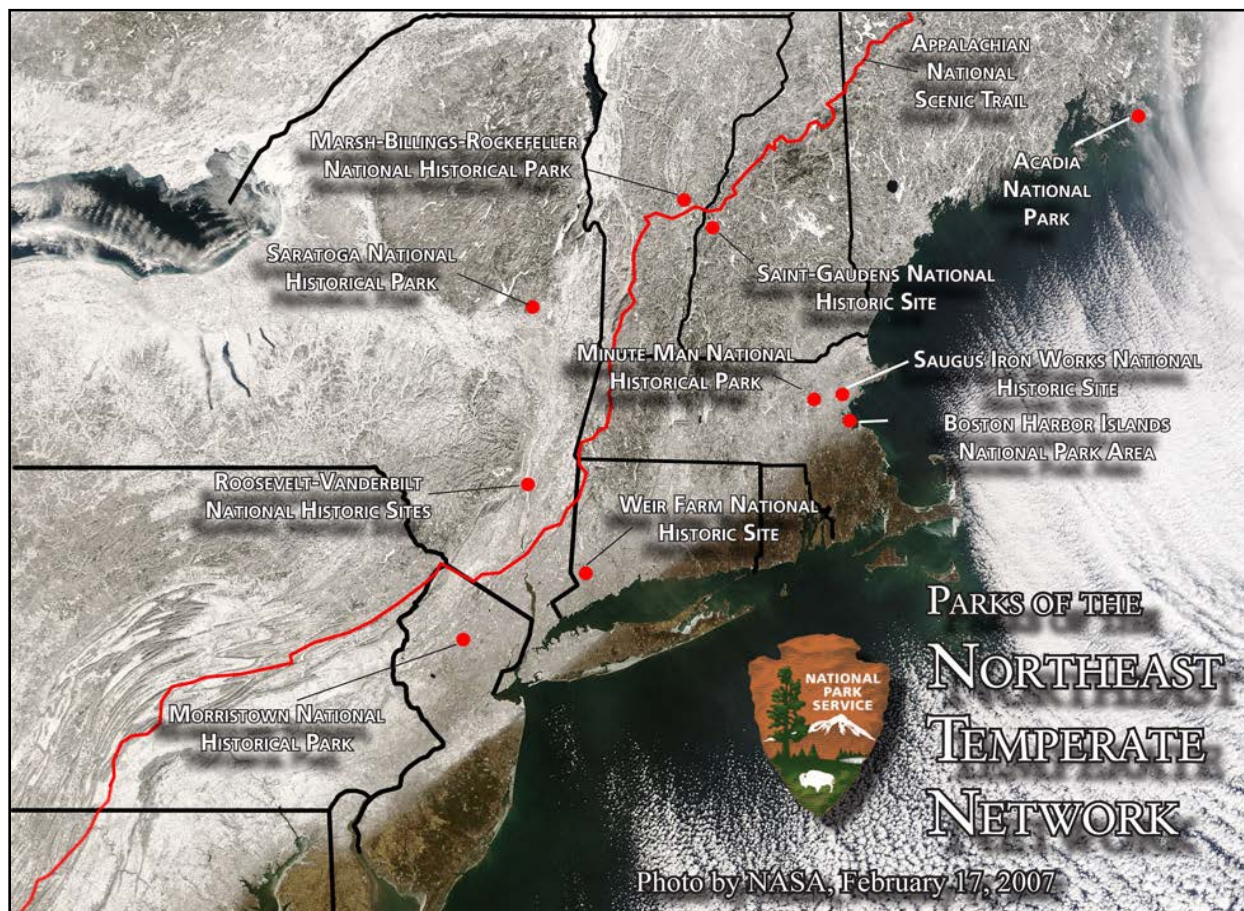 Appalachian
National
Scenic Trail
Marsh-Billings-Rockefeller
National Historical Park
Acadia
National
Park
Saratoga National
Historical Park
Saint-Gaudens National
Historic Site
Minute Man National
Historical Park
Saugus Iron Works National
Historic Site
Boston Harbor Islands
National Park Area
Roosevelt-Vanderbilt
National Historic Sites
Weir Farm National
Historic Site
Morristown National
Historical Park
Parks of the
Northeast
Temperate
Network
NATIONAL
PARK
SERVICE
Photo by NASA, February 17, 2007